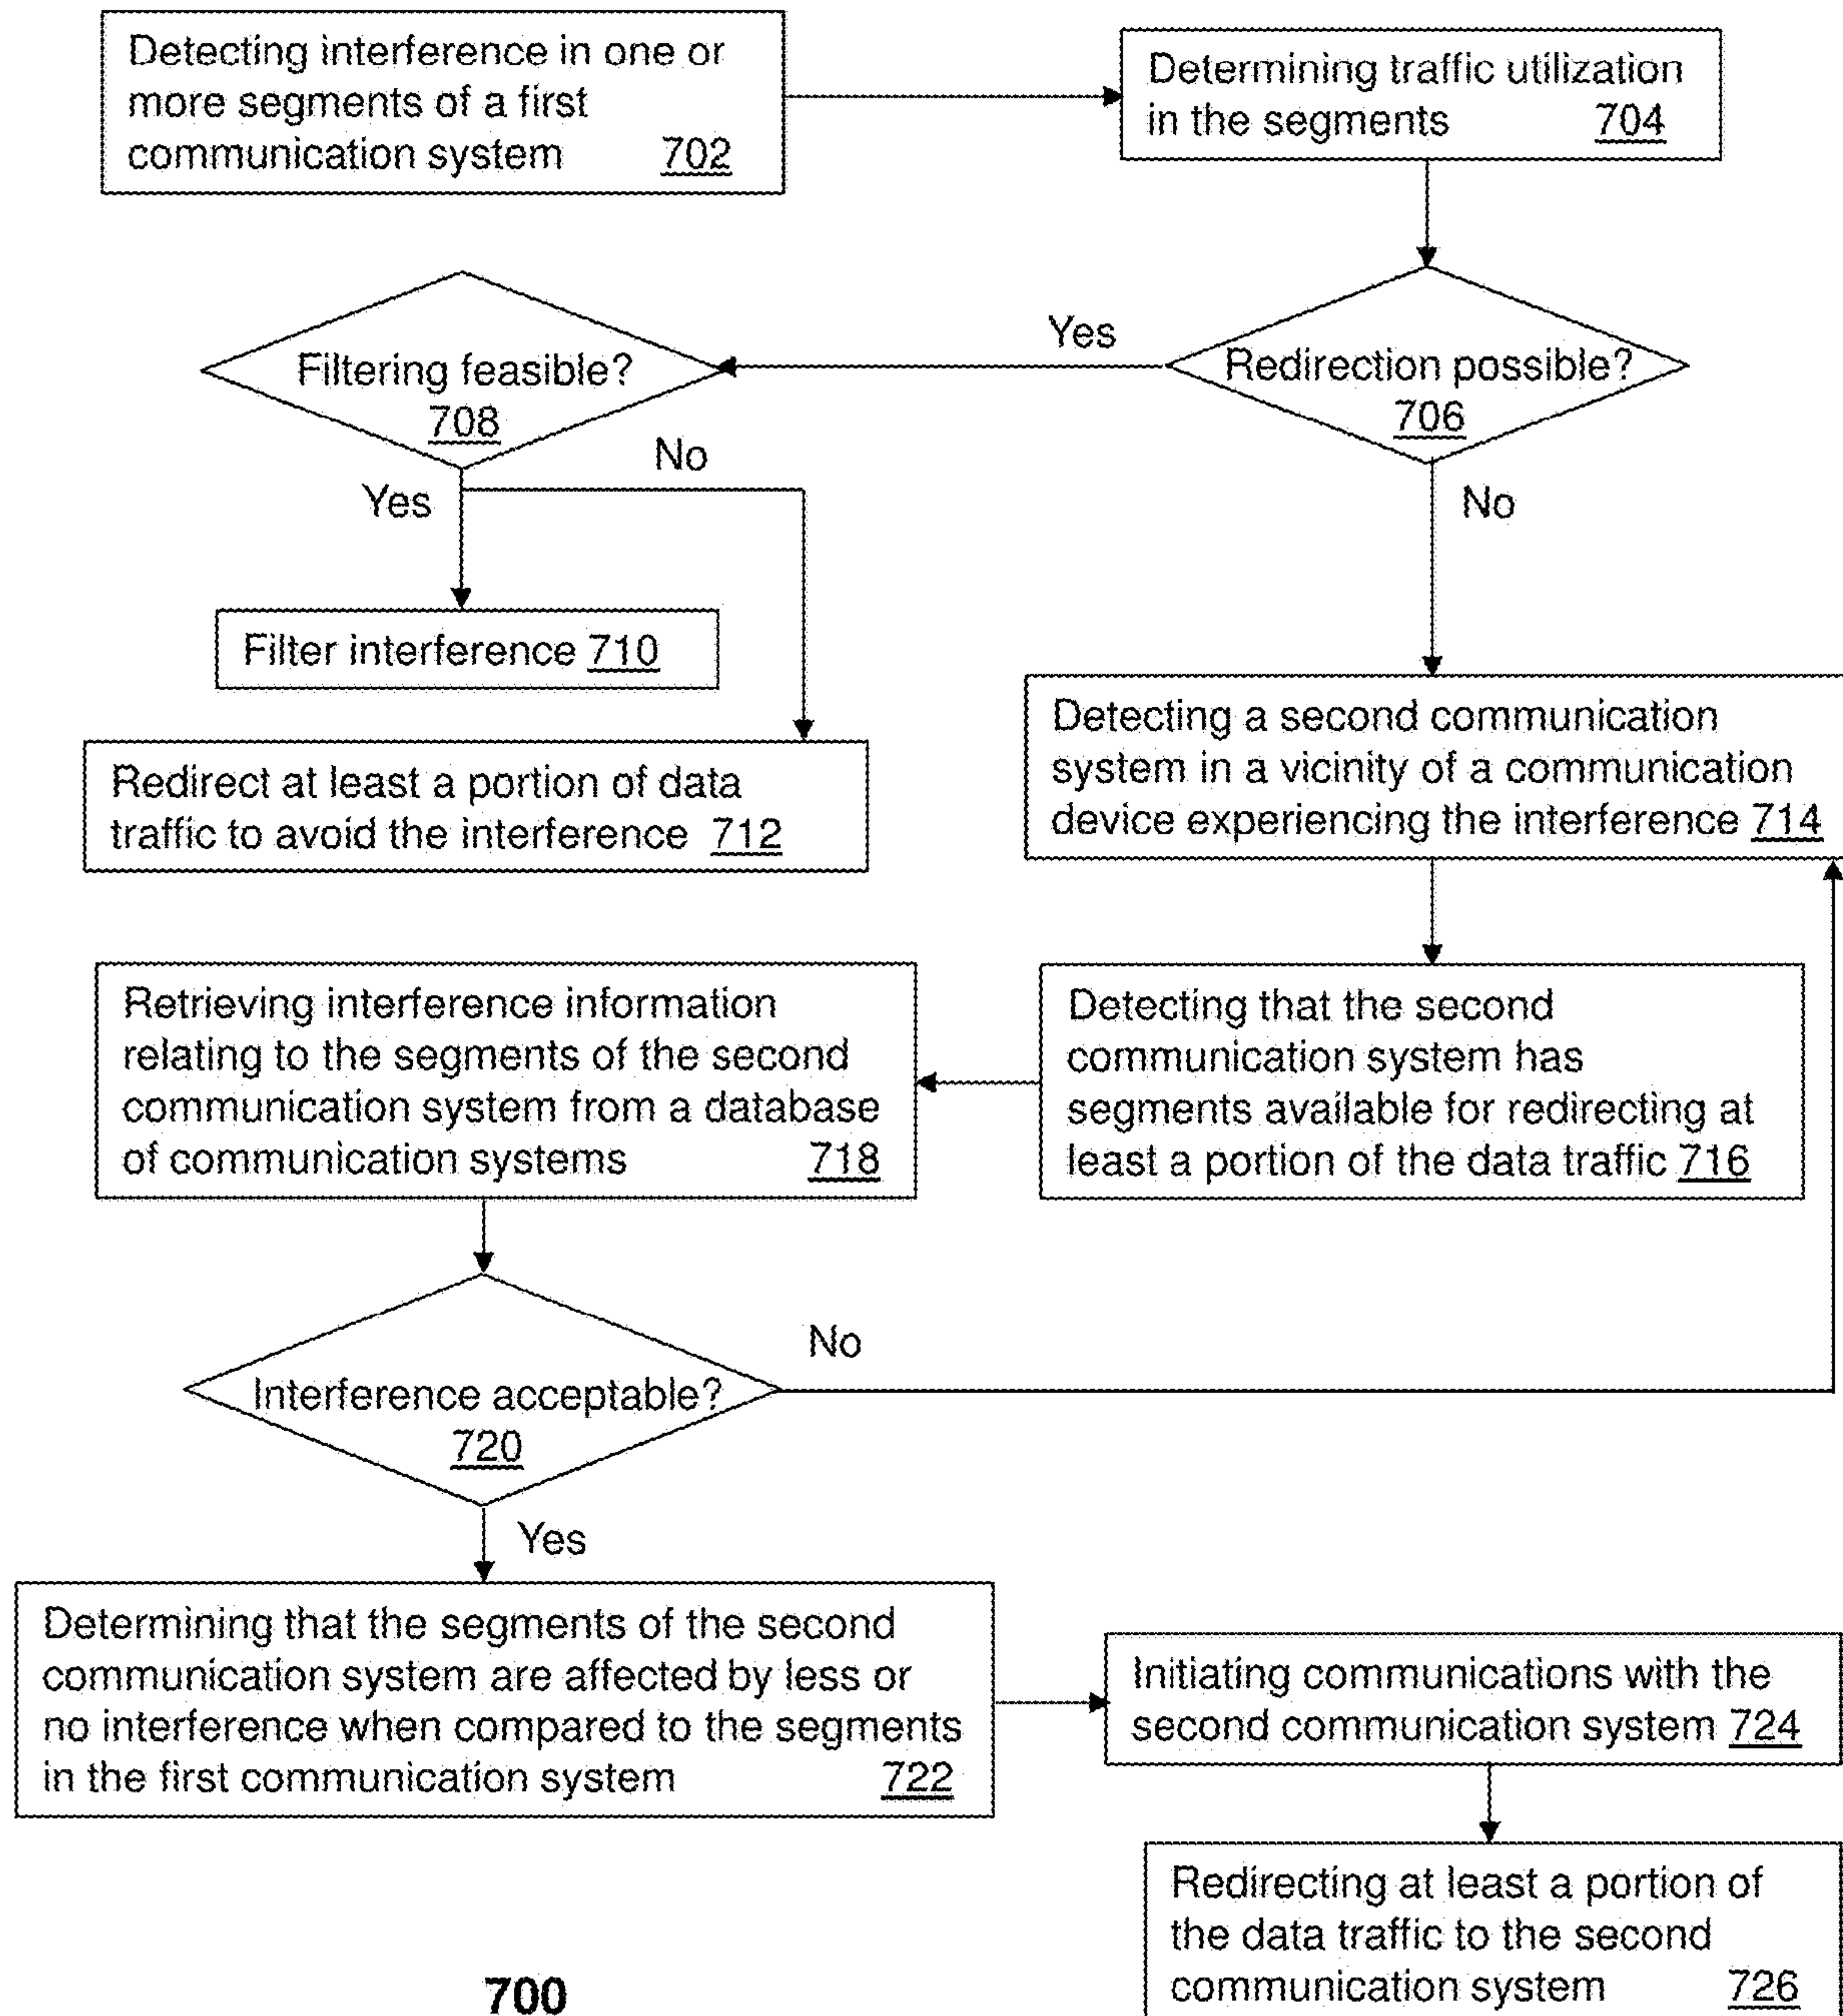 Detecting interference in one or
more segments of a first
communication system 702
Determining traffic utilization
in the segments 704
Redirection possible?
706
Yes
No
Filtering feasible?
708
No
Yes
Filter interference 710
Redirect at least a portion of data
traffic to avoid the interference 712
Detecting a second communication
system in a vicinity of a communication
device experiencing the interference 714
Detecting that the second
communication system has
segments available for redirecting at
least a portion of the data traffic 716
Retrieving interference information
relating to the segments of the second
communication system from a database
of communication systems 718
Interference acceptable?
720
No
Yes
Determining that the segments of the second
communication system are affected by less or
no interference when compared to the segments
in the first communication system 722
Initiating communications with the
second communication system 724
Redirecting at least a portion of
the data traffic to the second
communication system 726
700